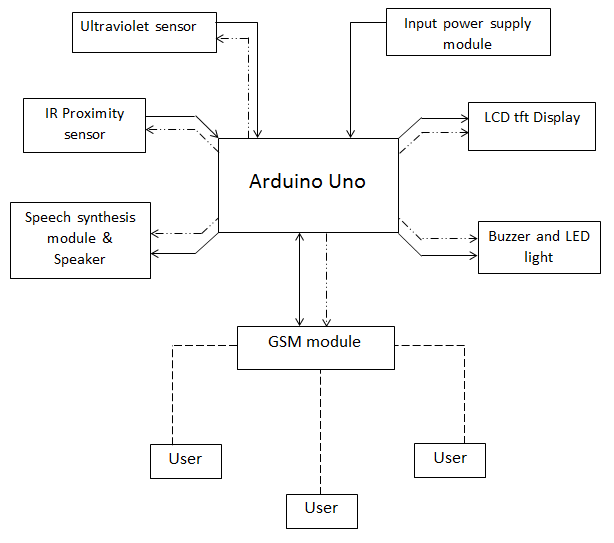 Ultraviolet sensor
Input power supply
module
IR Proximity
sensor
LCD tft Display
Arduino Uno
Speech synthesis
module &
Speaker
Buzzer and LED
light
GSM module
User
User
User